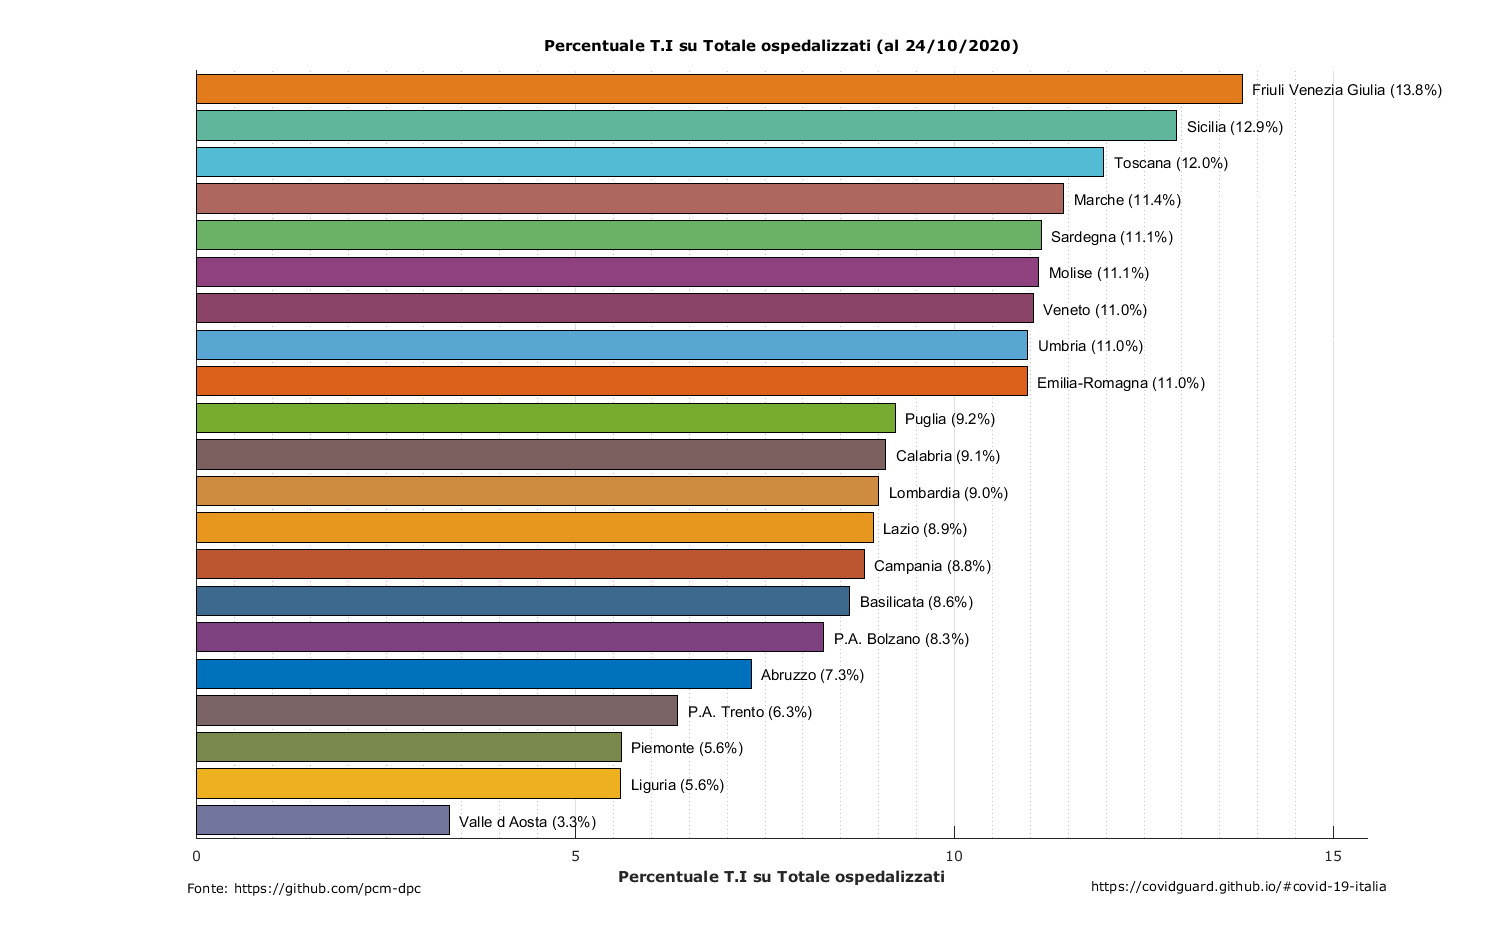 Percentuale T.I su Totale ospedalizzati (al 24/10/2020)
Friuli Venezia Giulia (13.8%)
Sicilia (12.9%)
Toscana (12.0%)
Marche (11.4%)
Sardegna (11.1%)
Molise (11.1%)
Veneto (11.0%)
Umbria (11.0%)
Emilia-Romagna (11.0%)
Puglia (9.2%)
Calabria (9.1%)
Lombardia (9.0%)
Lazio (8.9%)
Campania (8.8%)
Basilicata (8.6%)
P.A. Bolzano (8.3%)
Abruzzo (7.3%)
P.A. Trento (6.3%)
Piemonte (5.6%)
Liguria (5.6%)
Valle d Aosta (3.3%)
0 5 10 15
Percentuale T.I su Totale ospedalizzati
Fonte: https://github.com/pcm-dpc
https://covidguard.github.io/#covid-19-italia